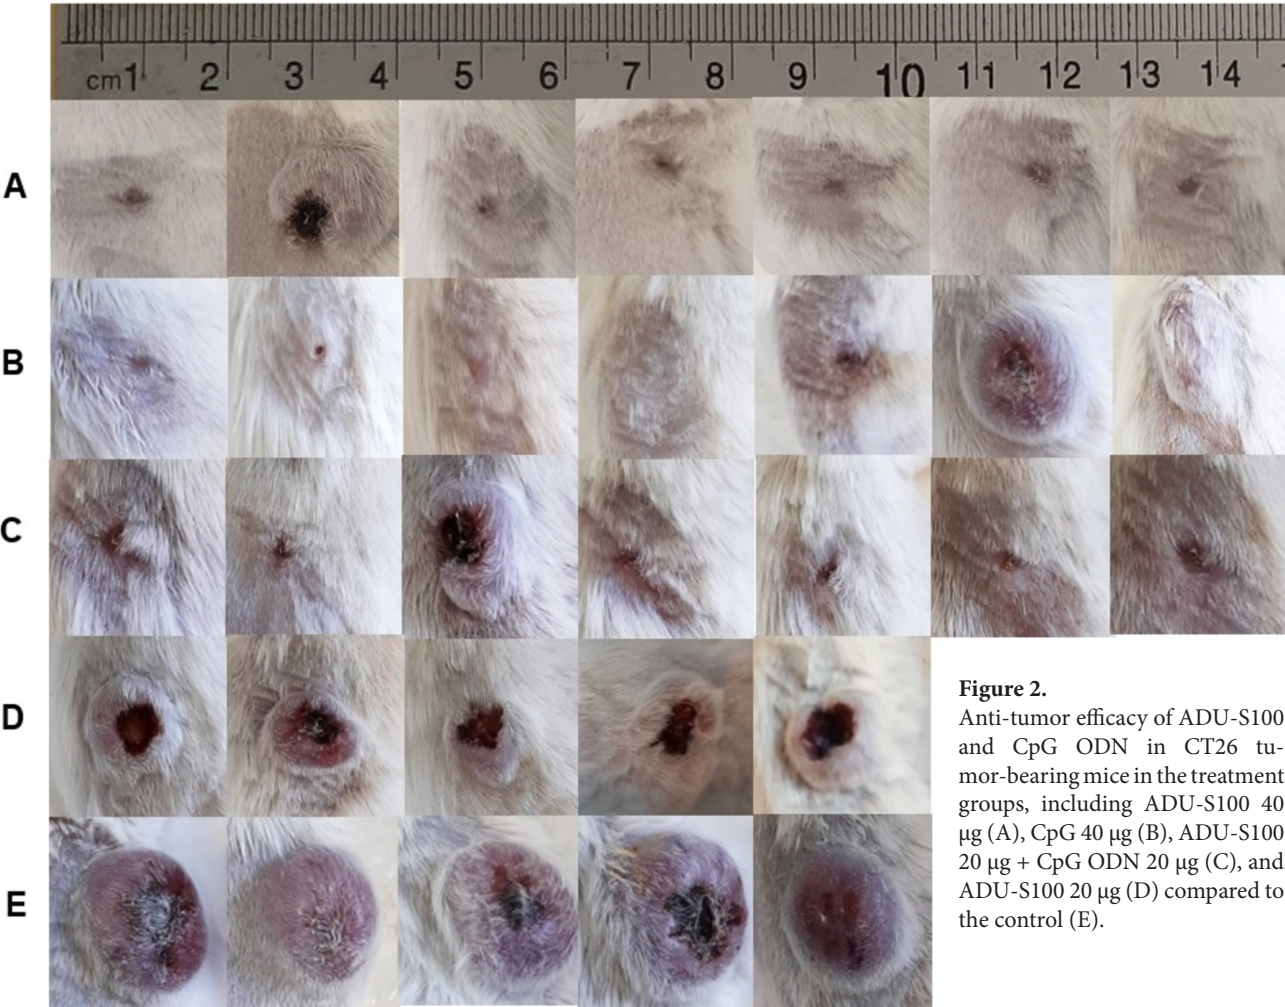 cm 1 2 3 4 5 6 7 8 9 10 11 12 13 14
A
B
C
D
E
Figure 2.
Anti-tumor efficacy of ADU-S100
and CpG ODN in CT26 tu-
mor-bearing mice in the treatment
groups, including ADU-S100 40
μg (A), CpG 40 μg (B), ADU-S100
20 μg + CpG ODN 20 μg (C), and
ADU-S100 20 μg (D) compared to
the control (E).